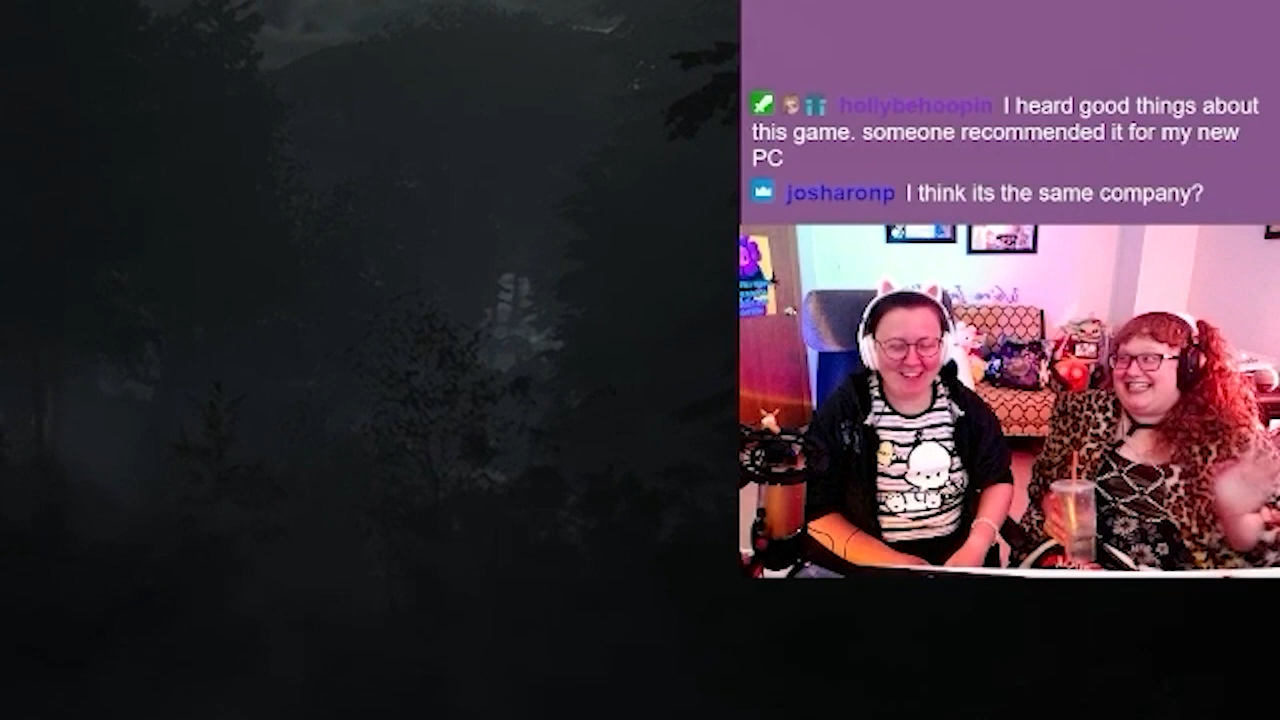 hollybehoopin I heard good things about
this game. someone recommended it for my new
PC
josharonp I think its the same company?